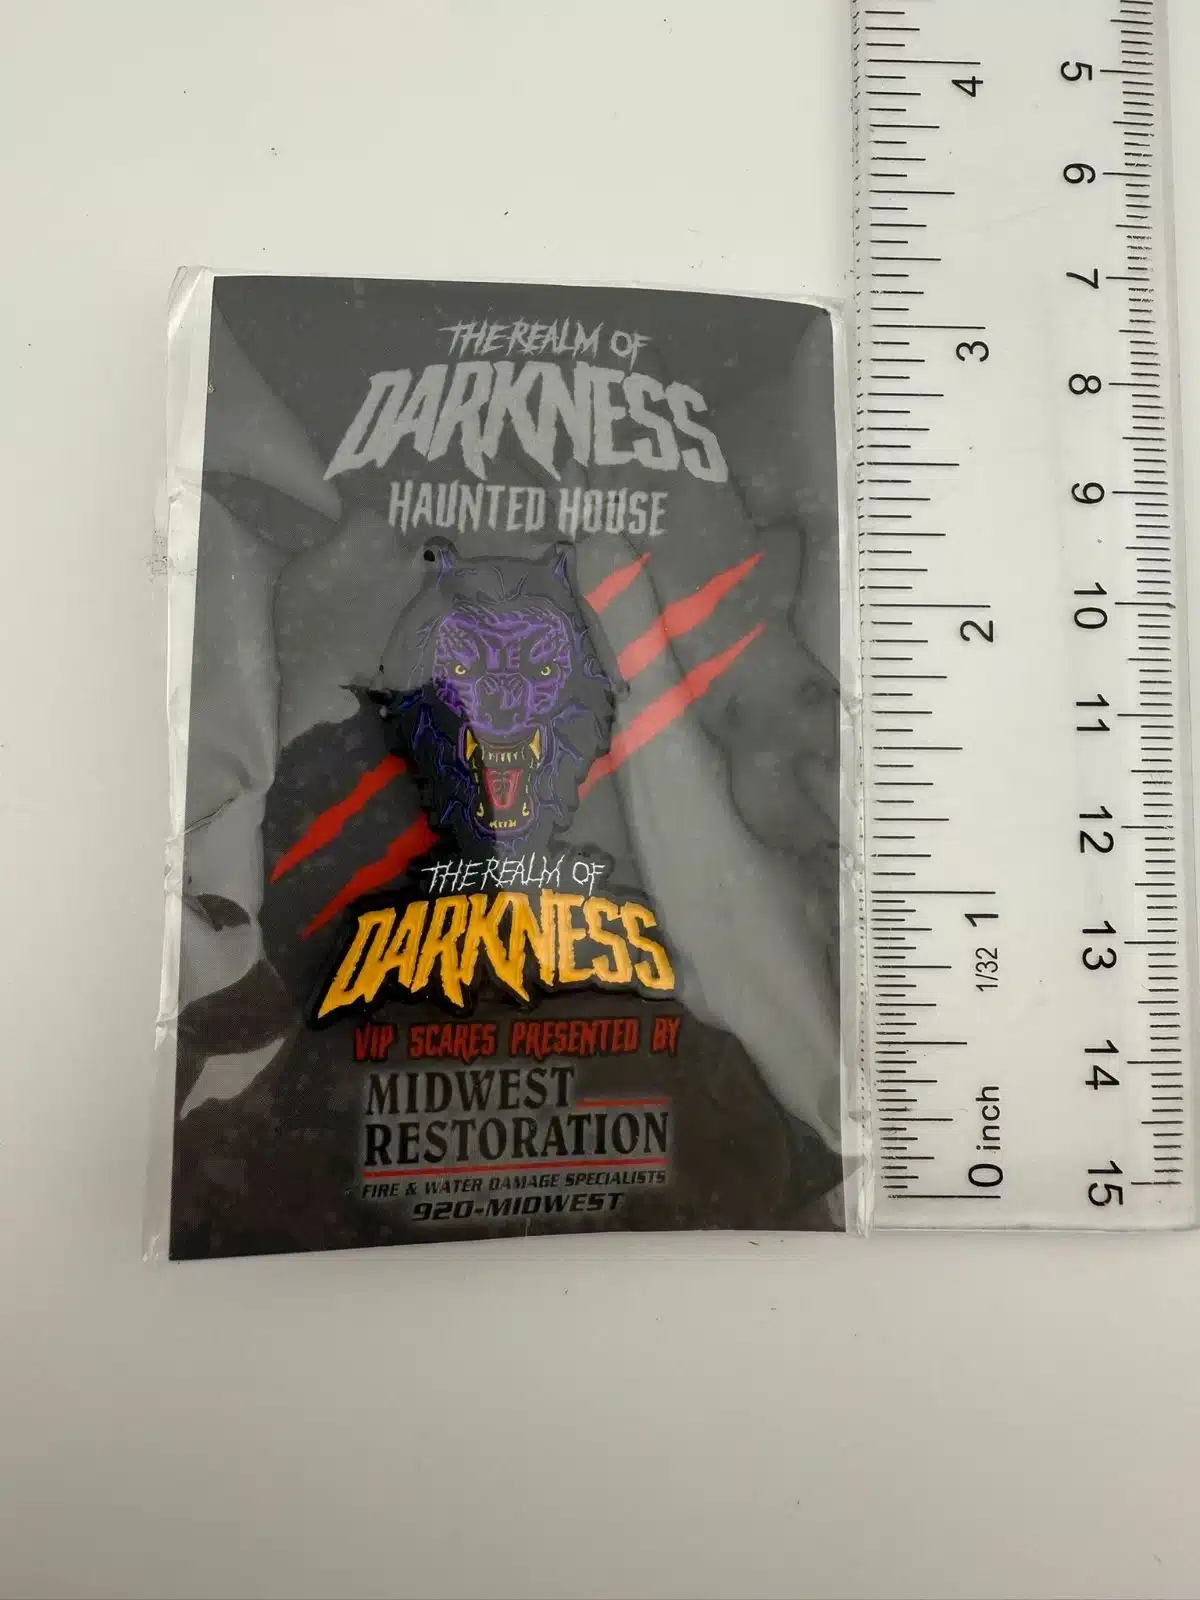 THE REALM OF
DARKNESS
HAUNTED HOUSE
THE REALM OF
DARKNESS
VIP SCARES PRESENTED BY
MIDWEST
RESTORATION
FIRE & WATER DAMAGE SPECIALISTS
920-MIDWEST
4
3
2
1
1/32
0 inch
5
6
7
8
9
10
11
12
13
14
15